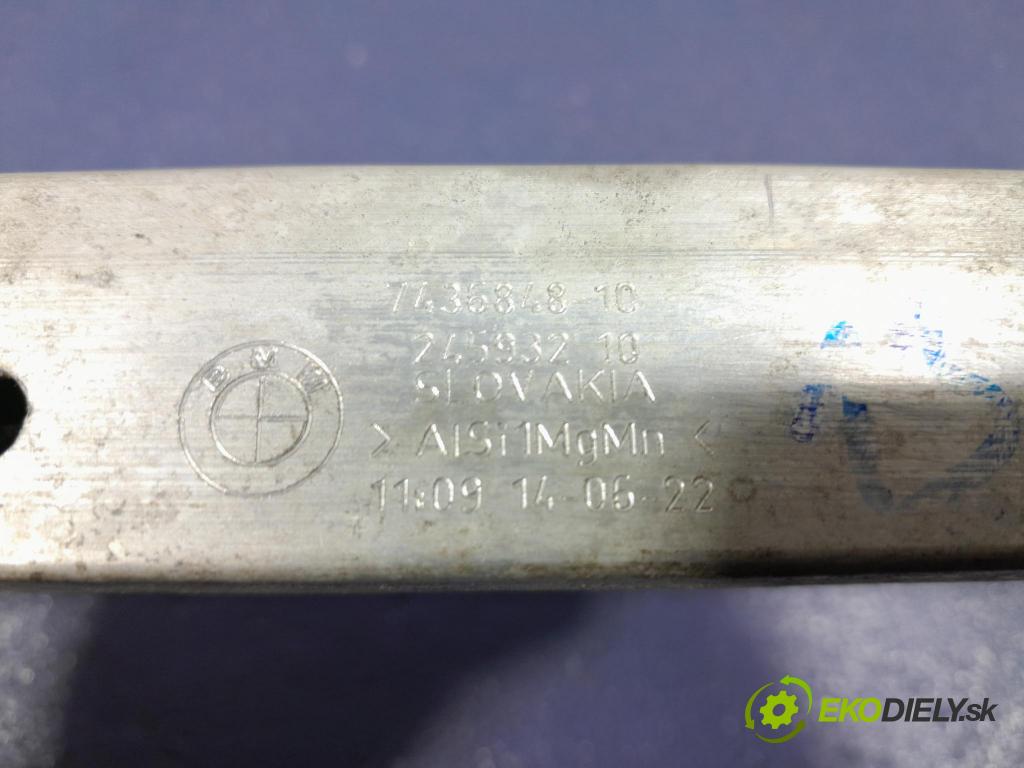 7436848 10
245932 10
BMW
SLOVAKIA
> AlSi1MgMn <
11:09 14-06-22
EKODIELY.sk